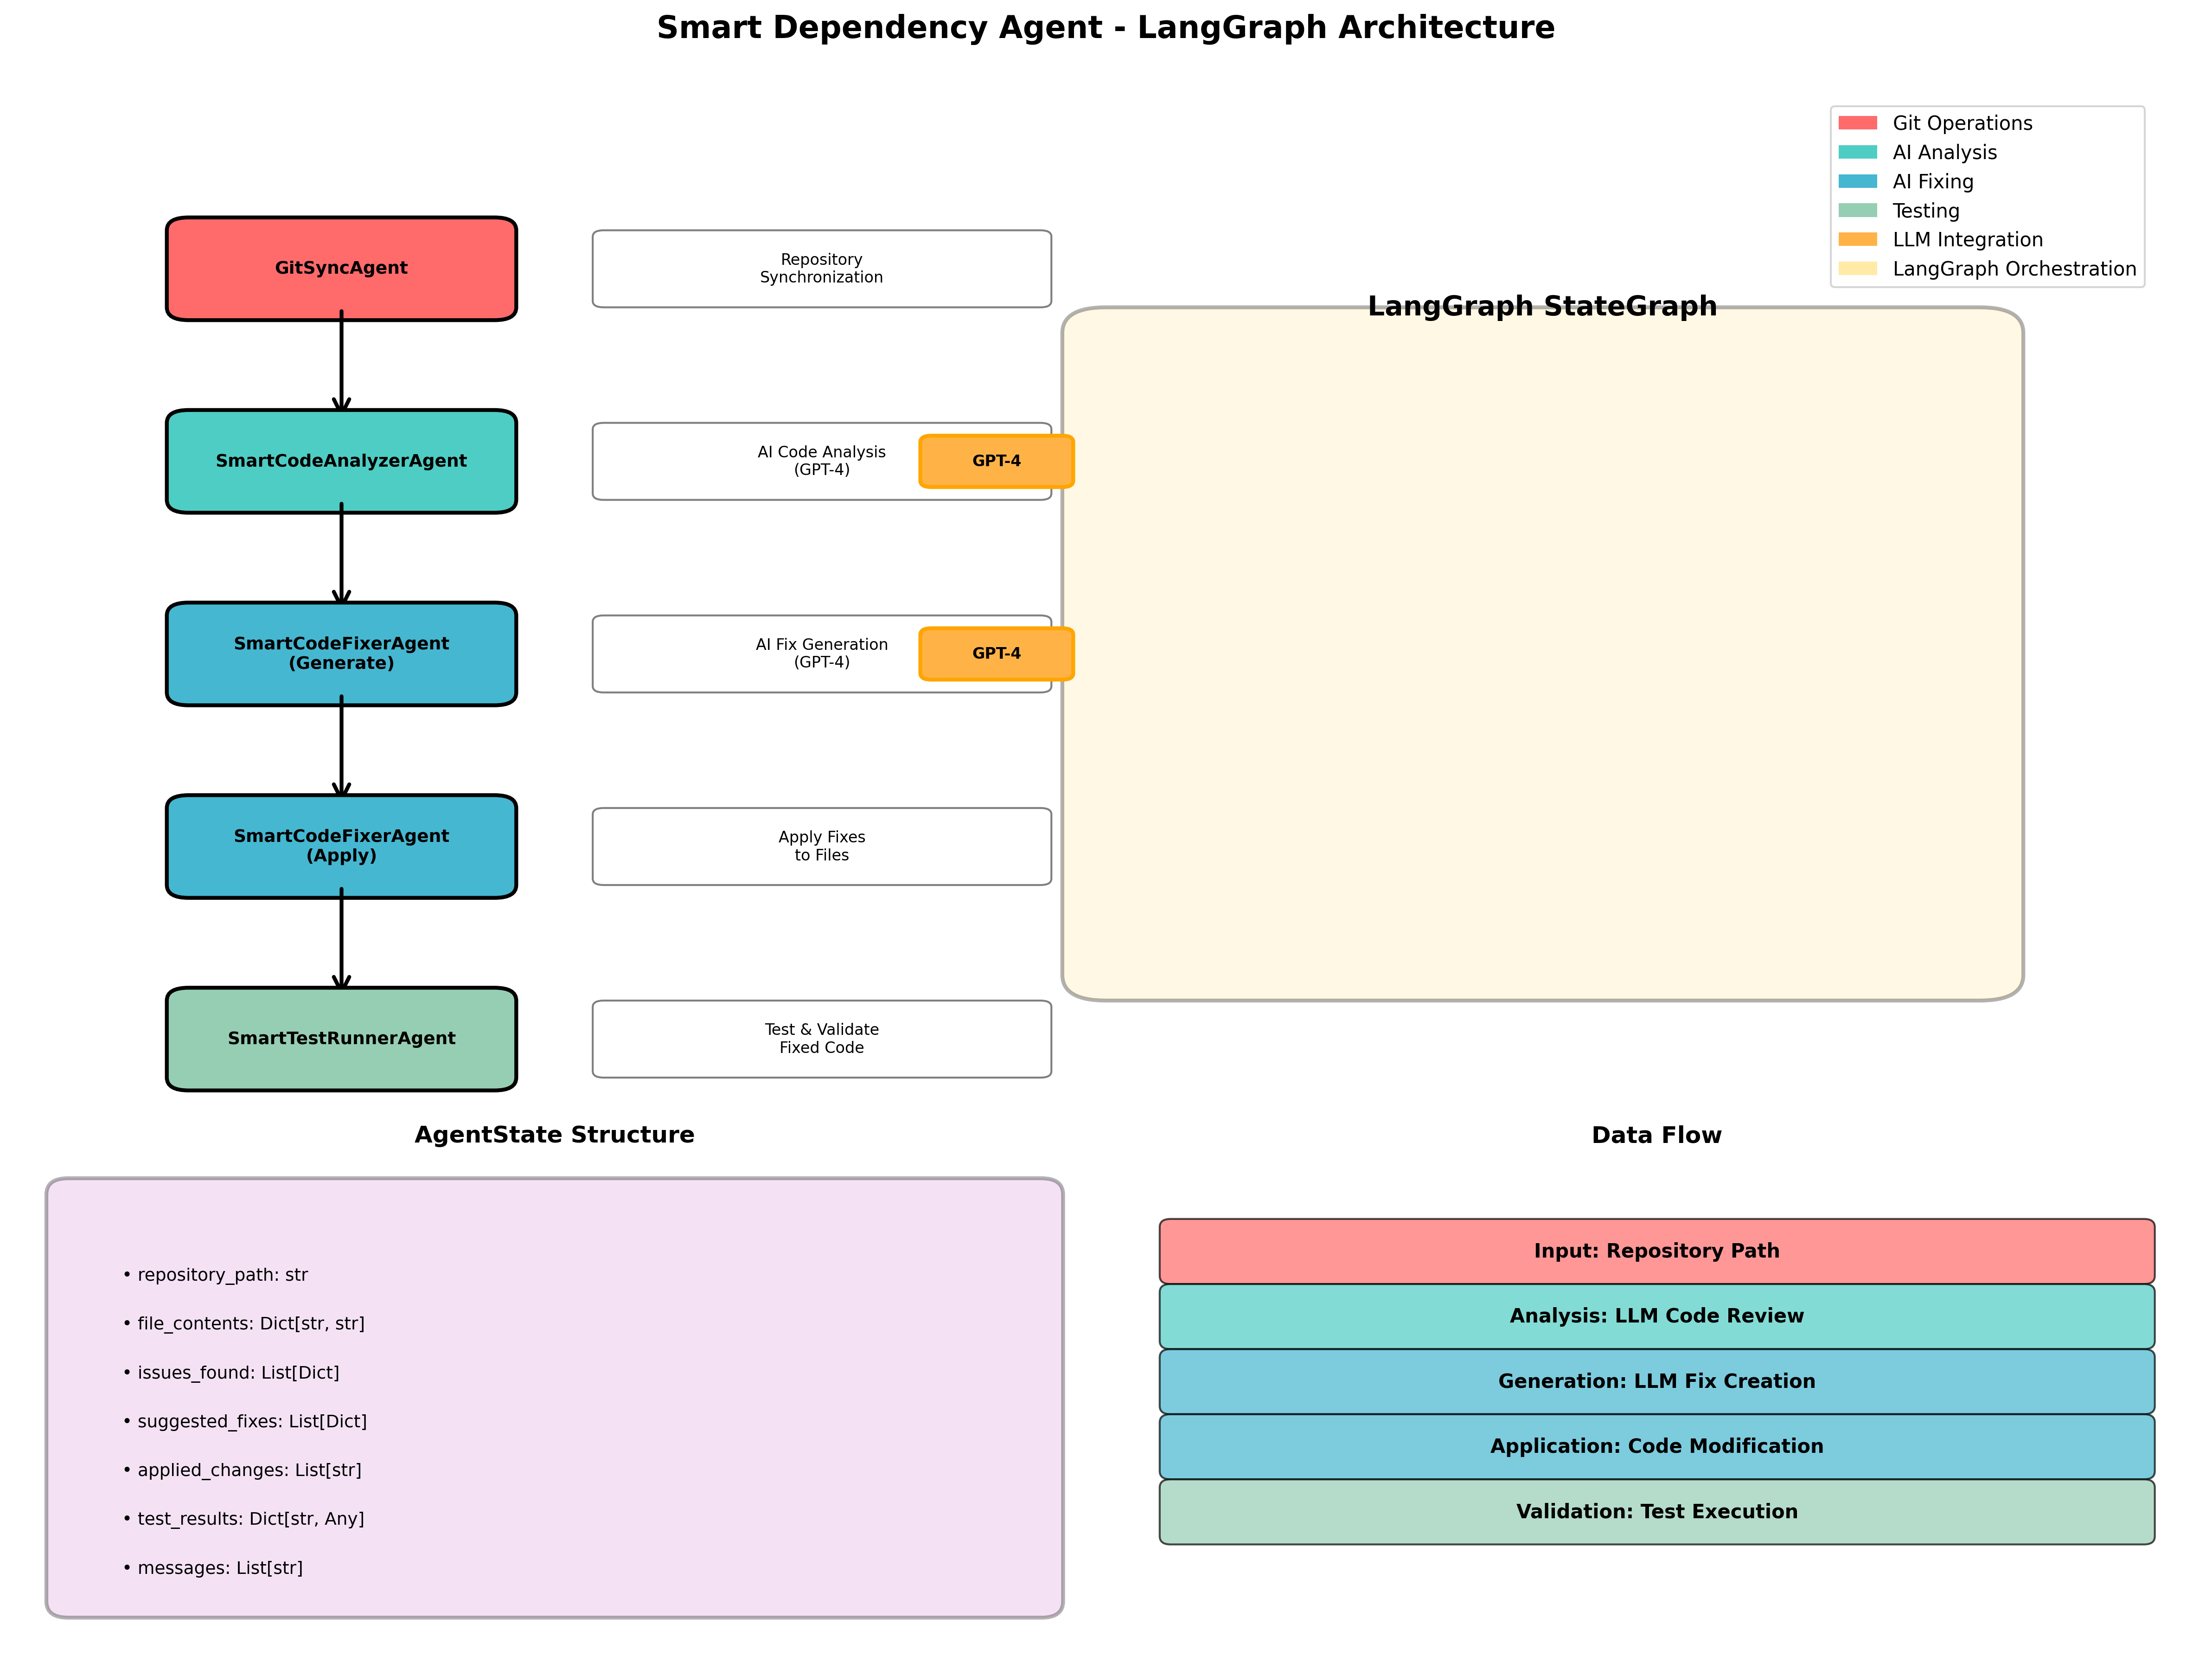 Smart Dependency Agent - LangGraph Architecture
Git Operations
AI Analysis
AI Fixing
Testing
LLM Integration
LangGraph Orchestration
GitSyncAgent
Repository
Synchronization
LangGraph StateGraph
SmartCodeAnalyzerAgent
AI Code Analysis
(GPT-4)
GPT-4
SmartCodeFixerAgent
(Generate)
AI Fix Generation
(GPT-4)
GPT-4
SmartCodeFixerAgent
(Apply)
Apply Fixes
to Files
SmartTestRunnerAgent
Test & Validate
Fixed Code
AgentState Structure
• repository_path: str
• file_contents: Dict[str, str]
• issues_found: List[Dict]
• suggested_fixes: List[Dict]
• applied_changes: List[str]
• test_results: Dict[str, Any]
• messages: List[str]
Data Flow
Input: Repository Path
Analysis: LLM Code Review
Generation: LLM Fix Creation
Application: Code Modification
Validation: Test Execution